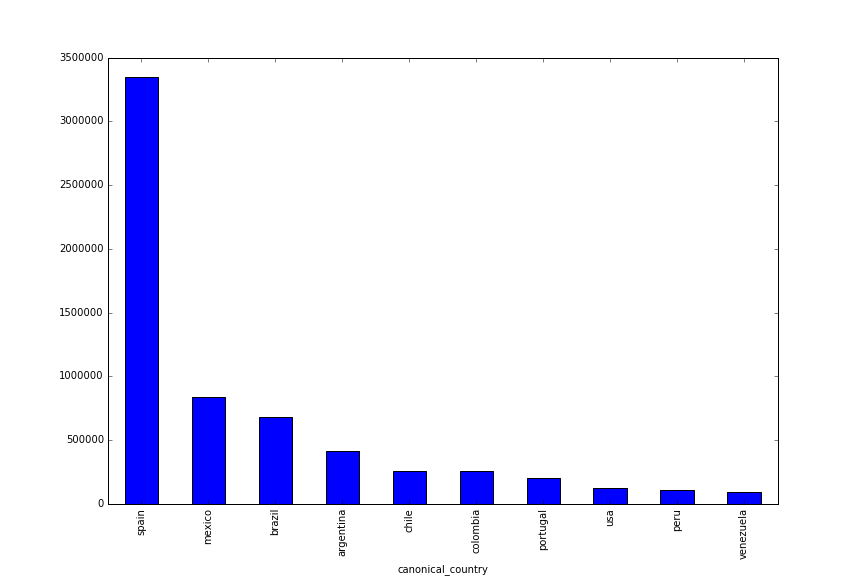 3500000
3000000
2500000
2000000
1500000
1000000
500000
0
spain
mexico
brazil
argentina
chile
colombia
portugal
usa
peru
venezuela
canonical_country